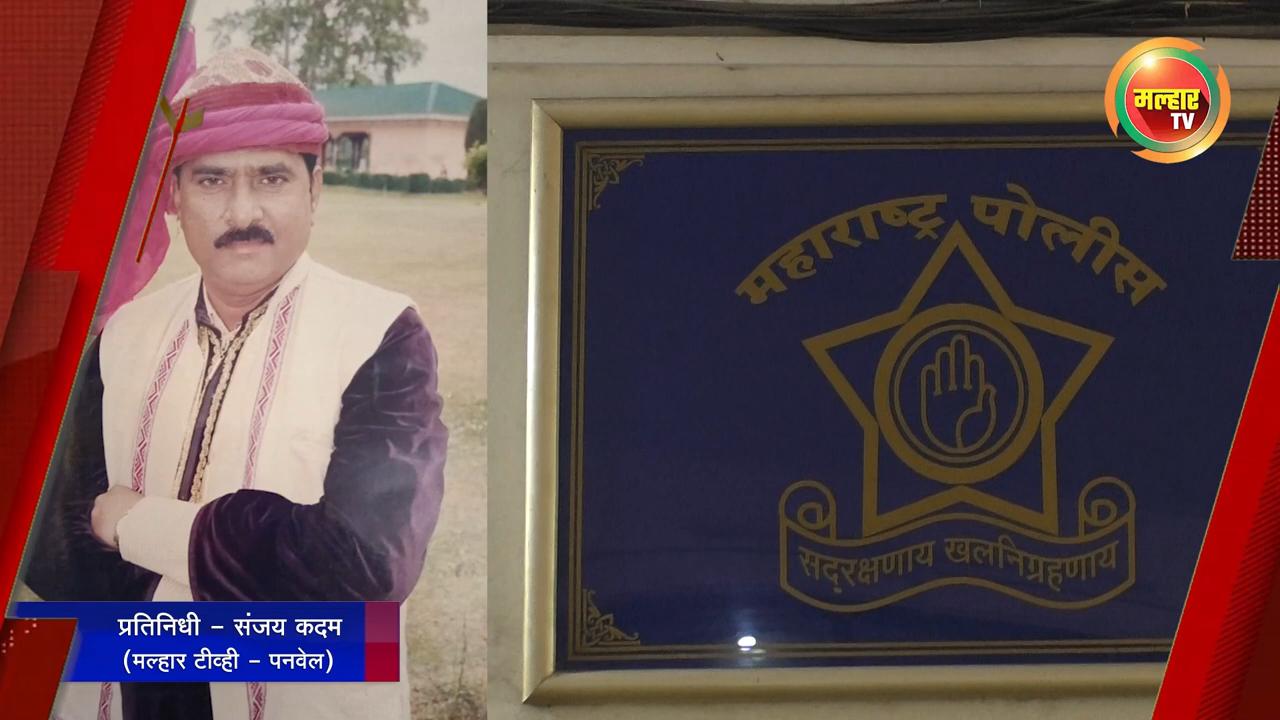 मल्हार
TV
महाराष्ट्र पोलीस
सद्‌रक्षणाय खलनिग्रहणाय
प्रतिनिधी – संजय कदम
(मल्हार टीव्ही – पनवेल)